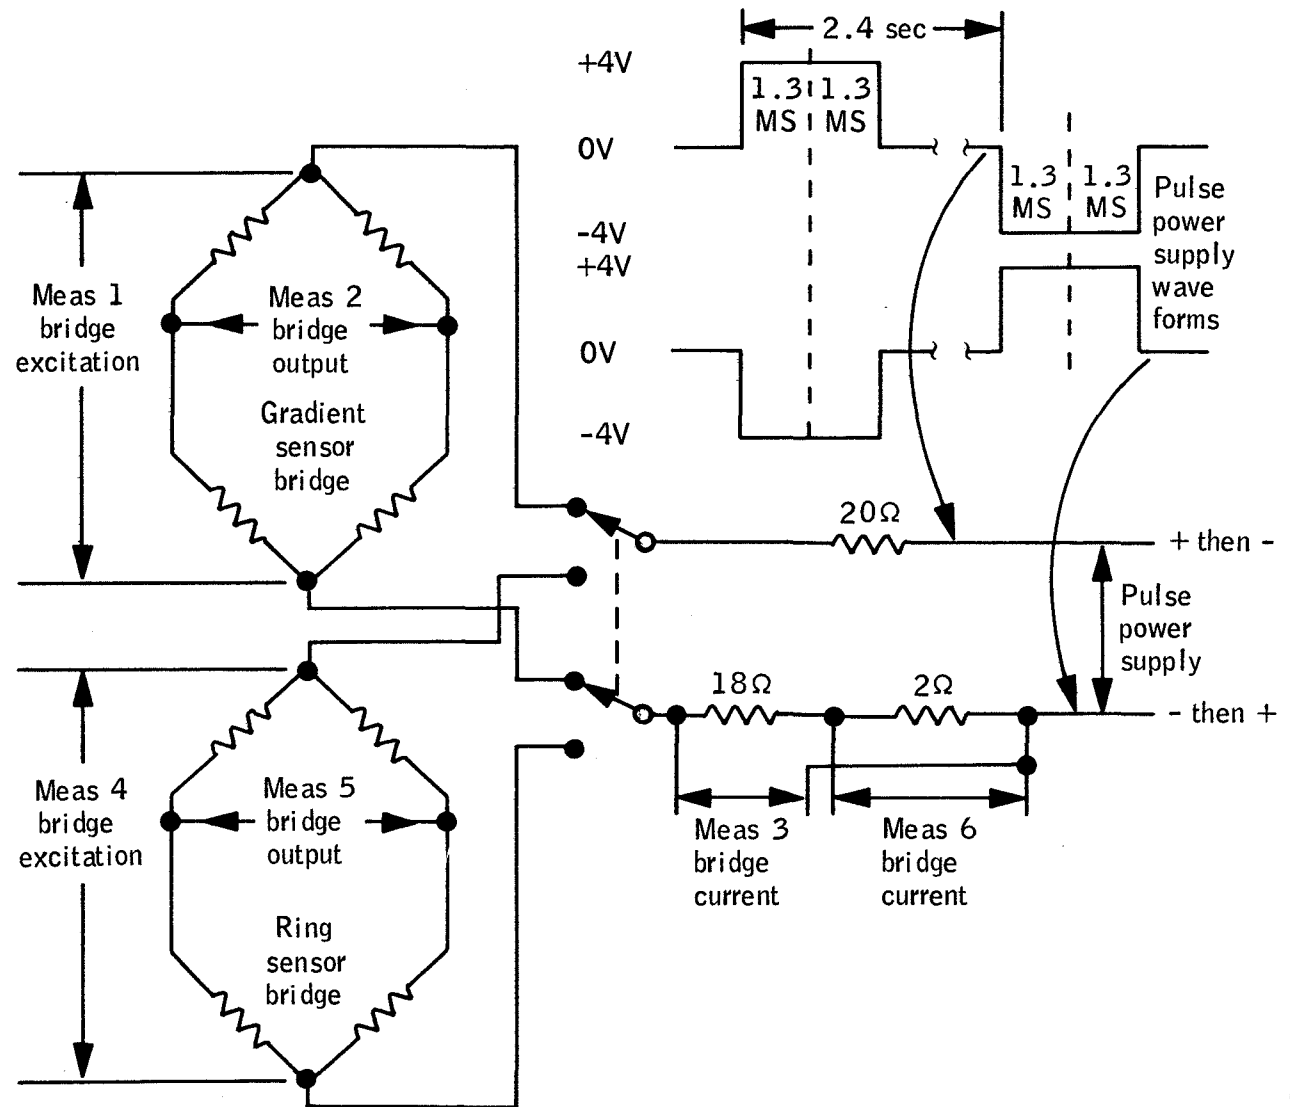 2.4 sec
+4V
1.3 1.3
MS MS
0V
1.3 1.3
MS MS
-4V
Pulse
power
supply
wave
forms
+4V
0V
-4V
Meas 1
bridge
excitation
Meas 2
bridge
output
Gradient
sensor
bridge
20Ω
+ then -
Pulse
power
supply
18Ω
2Ω
- then +
Meas 3
bridge
current
Meas 6
bridge
current
Meas 4
bridge
excitation
Meas 5
bridge
output
Ring
sensor
bridge